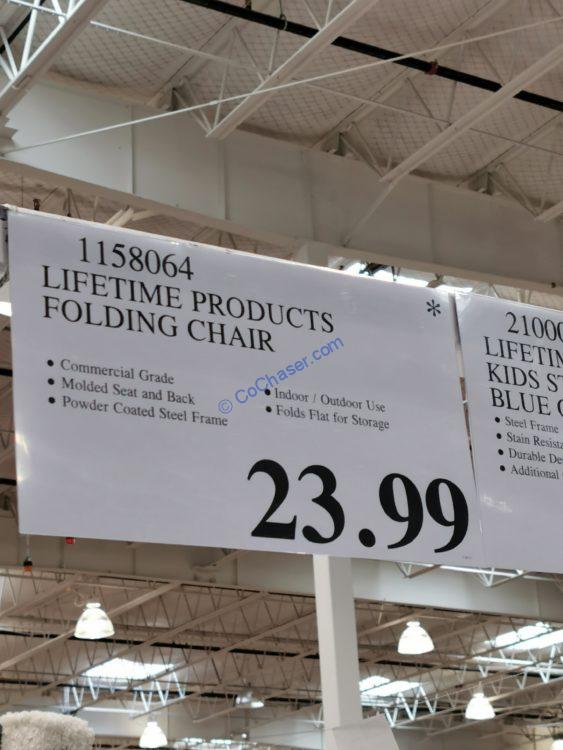 1158064
LIFETIME PRODUCTS
FOLDING CHAIR
*
• Commercial Grade
• Molded Seat and Back
• Powder Coated Steel Frame
• Indoor / Outdoor Use
• Folds Flat for Storage
© CoChaser.com
23.99
2100
LIFETIM
KIDS ST
BLUE
• Steel Frame
• Stain Resista
• Durable De
• Additional